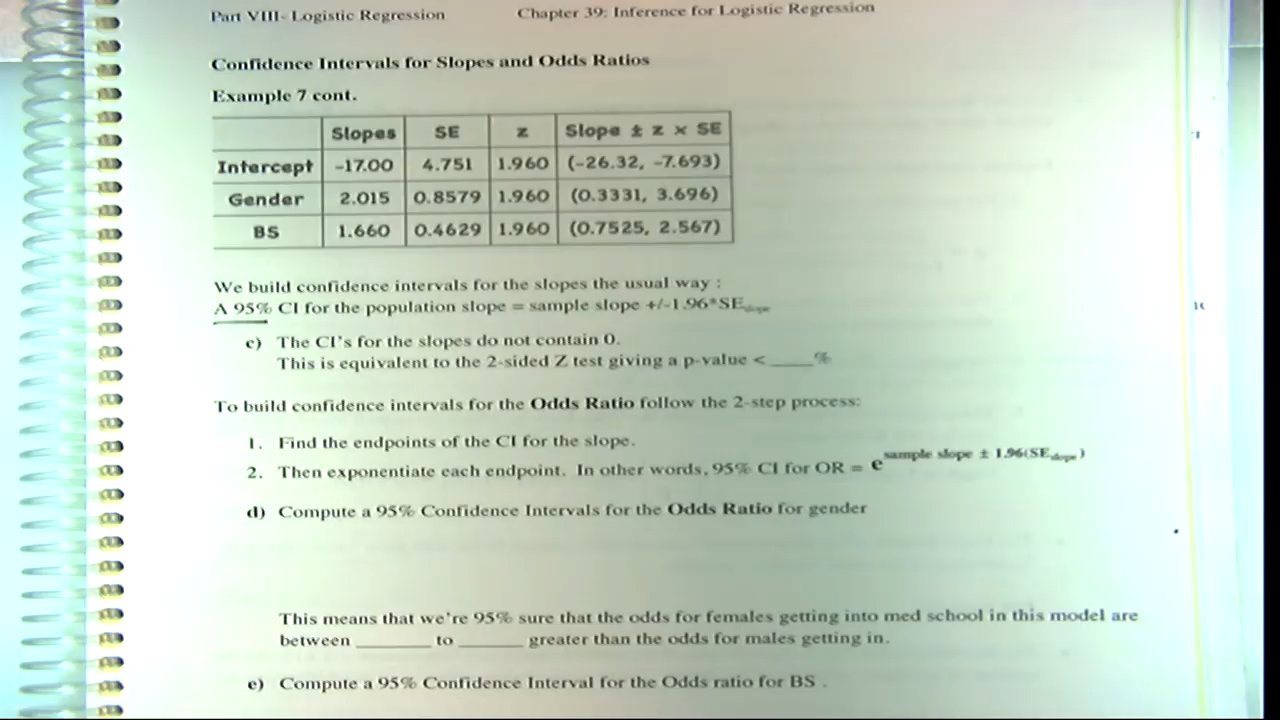 Part VIII- Logistic Regression Chapter 39: Inference for Logistic Regression
Confidence Intervals for Slopes and Odds Ratios
Example 7 cont.
Slopes SE z Slope ± z × SE
Intercept -17.00 4.751 1.960 (-26.32, -7.693)
Gender 2.015 0.8579 1.960 (0.3331, 3.696)
BS 1.660 0.4629 1.960 (0.7525, 2.567)
We build confidence intervals for the slopes the usual way :
A 95% CI for the population slope = sample slope +/-1.96*SEslope
c) The CI's for the slopes do not contain 0.
This is equivalent to the 2-sided Z test giving a p-value < ____%
To build confidence intervals for the Odds Ratio follow the 2-step process:
1. Find the endpoints of the CI for the slope.
2. Then exponentiate each endpoint. In other words, 95% CI for OR = e^sample slope ± 1.96(SEslope)
d) Compute a 95% Confidence Intervals for the Odds Ratio for gender
This means that we're 95% sure that the odds for females getting into med school in this model are
between _______ to ______ greater than the odds for males getting in.
e) Compute a 95% Confidence Interval for the Odds ratio for BS .